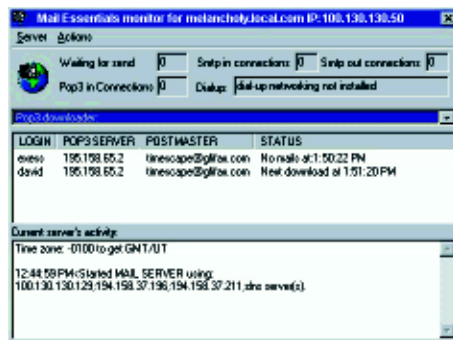 Mail Essentials monitor for melancholy.local.com IP:100.130.130.50
Server Actions
Waiting for send 0 Smtp in connections: 0 Smtp out connections: 0
Pop3 in Connections 0 Dialup: dial-up networking not installed
Pop3 downloader:
LOGIN POP3 SERVER POSTMASTER STATUS
exeso 195.158.65.2 timescape@glifax.com No mails at:1:50:22 PM
david 195.158.65.2 timescape@glifax.com Next download at 1:51:20 PM
Current server's activity:
Time zone: -0100 to get GMT/UT
12:44:59 PM<Started MAIL SERVER using:
100.130.130.129,194.158.37.196,194.158.37.211,dns server(s).